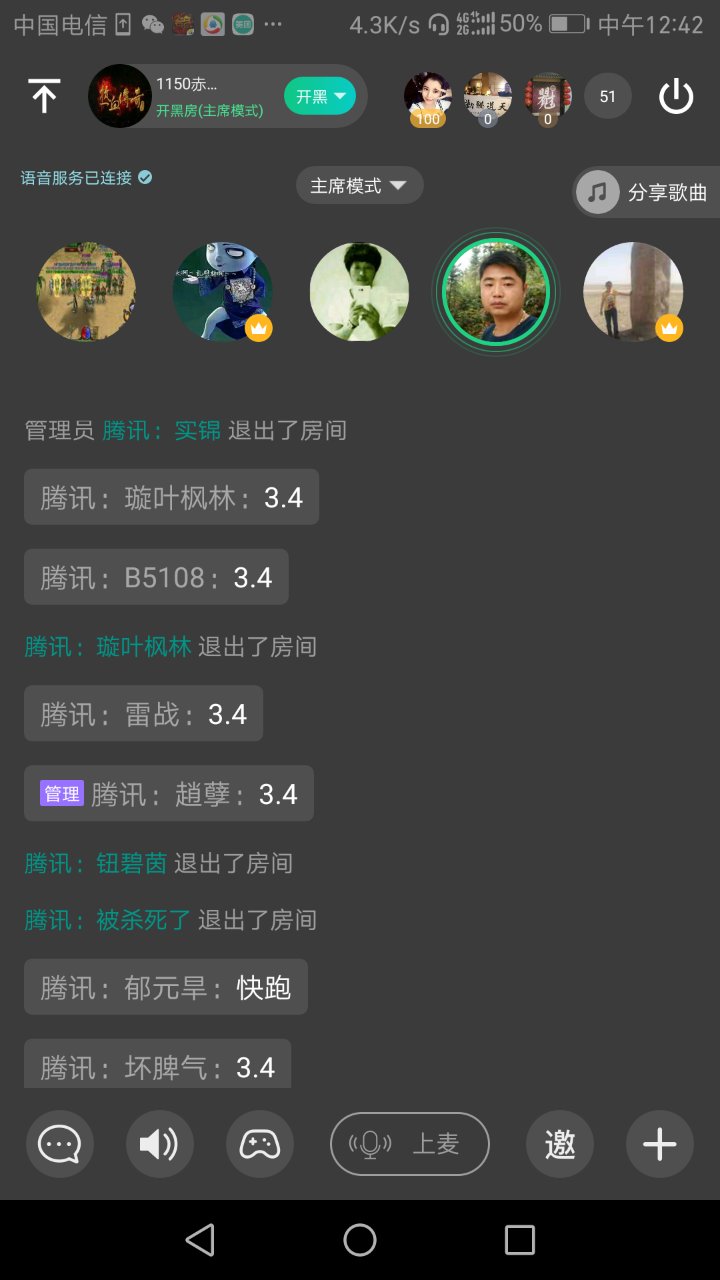 中国电信 4.3K/s 4G 2G 50% 中午12:42
1150赤...
开黑房(主席模式)
开黑
100
0
0
51
语音服务已连接
主席模式
分享歌曲
管理员 腾讯：实锦 退出了房间
腾讯：璇叶枫林：3.4
腾讯：B5108：3.4
腾讯：璇叶枫林 退出了房间
腾讯：雷战：3.4
管理 腾讯：趙孽：3.4
腾讯：钮碧茵 退出了房间
腾讯：被杀死了 退出了房间
腾讯：郁元旱：快跑
腾讯：坏脾气：3.4
上麦
邀